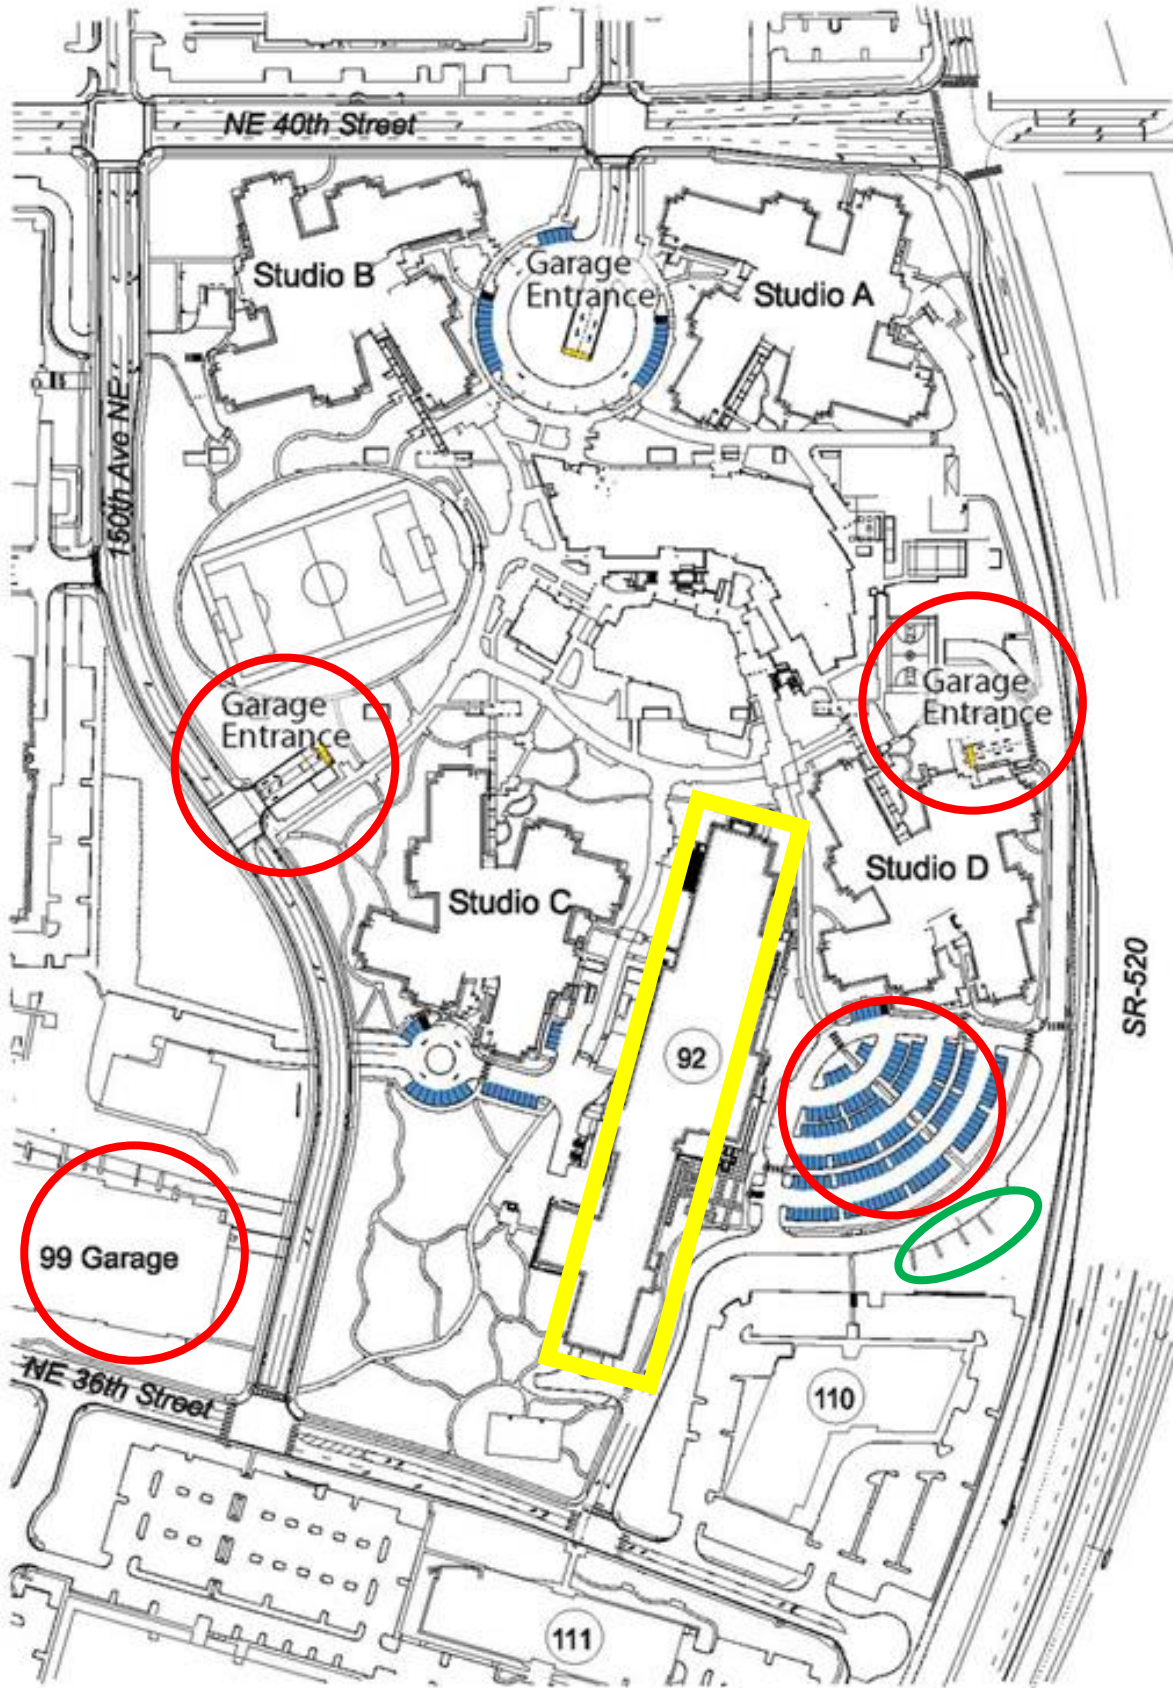 NE 40th Street
Studio B
Garage
Entrance
Studio A
150th Ave NE
Garage
Entrance
Garage
Entrance
Studio C
Studio D
SR-520
92
99 Garage
NE 36th Street
110
111